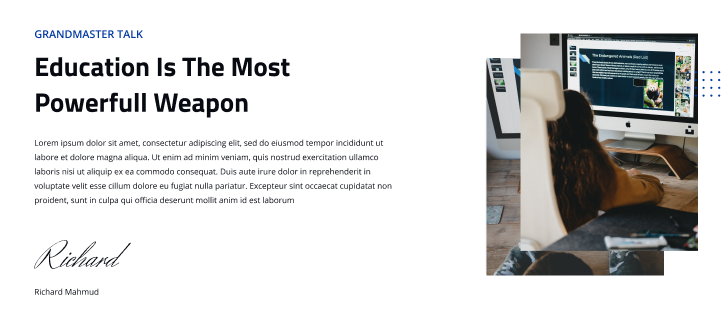 GRANDMASTER TALK
Education Is The Most
Powerfull Weapon
Lorem ipsum dolor sit amet, consectetur adipiscing elit, sed do eiusmod tempor incididunt ut
labore et dolore magna aliqua. Ut enim ad minim veniam, quis nostrud exercitation ullamco
laboris nisi ut aliquip ex ea commodo consequat. Duis aute irure dolor in reprehenderit in
voluptate velit esse cillum dolore eu fugiat nulla pariatur. Excepteur sint occaecat cupidatat non
proident, sunt in culpa qui officia deserunt mollit anim id est laborum
Richard
Richard Mahmud
The Endangered Animals (Red List)